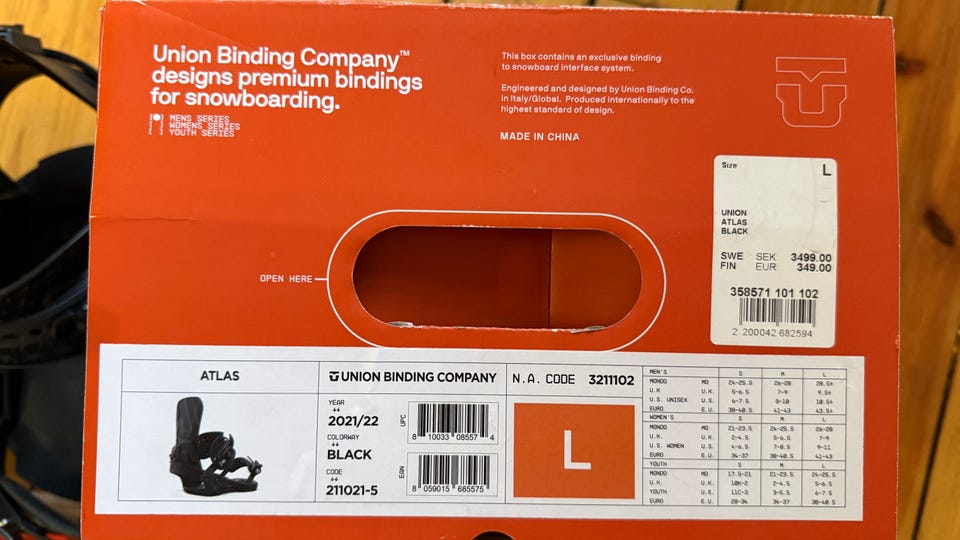 Union Binding Company™
designs premium bindings
for snowboarding.
MENS SERIES
WOMENS SERIES
YOUTH SERIES
This box contains an exclusive binding
to snowboard interface system.
Engineered and designed by Union Binding Co.
in Italy/Global. Produced internationally to the
highest standard of design.
MADE IN CHINA
Size L
UNION
ATLAS
BLACK
SWE SEK 3499.00
FIN EUR 349.00
358571 101 102
2 200042 682594
OPEN HERE
ATLAS
UNION BINDING COMPANY
YEAR
2021/22
COLORWAY
BLACK
CODE
211021-5
UPC
8 10033 08557 4
EAN
8 059015 685575
N.A. CODE 3211102
L
MEN'S S M L
MONDO MO. 24-25.5 26-28 28.5+
U.K U.K. 5-6.5 7-9 9.5+
U.S. UNISEX U.S. 6-7.5 8-10 10.5+
EURO E.U. 38-40.5 41-43 43.5+
WOMEN'S S M L
MONDO MO. 21-23.5 24-25.5 26-28
U.K. U.K. 2-4.5 5-6.5 7-9
U.S. WOMEN U.S. 4-6.5 7-8.5 9-11
EURO E.U. 34-37 38-40.5 41-43
YOUTH S M L
MONDO MO. 17.5-21 21-23.5 24-25.5
U.K. U.K. 10K-2 2-4.5 5-6.5
YOUTH U.S. 11C-3 3-5.5 6-7.5
EURO E.U. 28-34 34-37 38-40.5